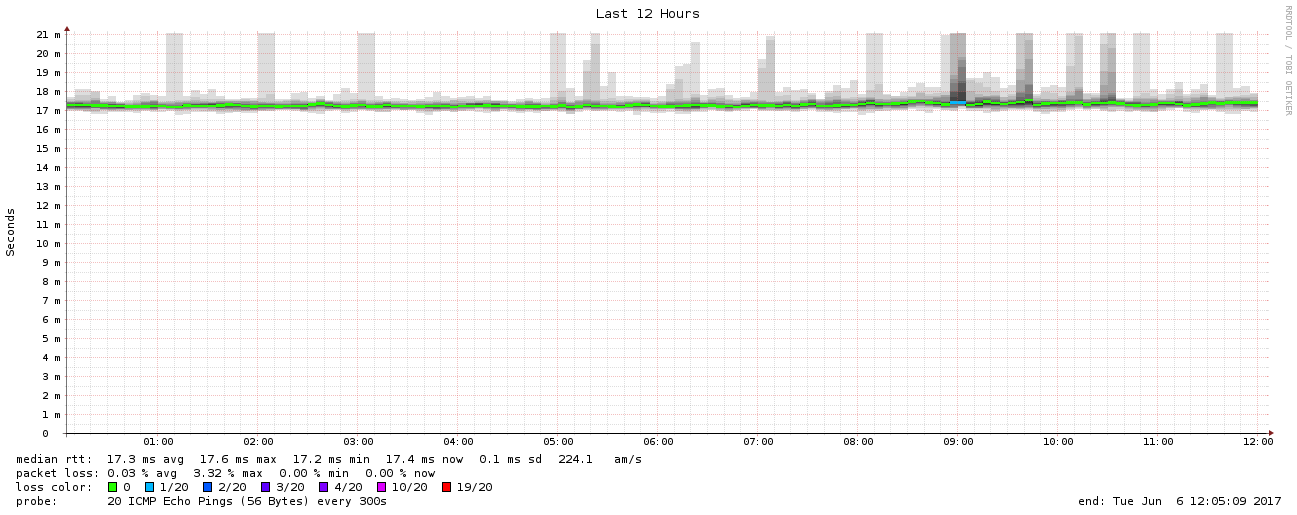 Last 12 Hours
RRDTOOL / TOBI OETIKER
Seconds
21 m
20 m
19 m
18 m
17 m
16 m
15 m
14 m
13 m
12 m
11 m
10 m
9 m
8 m
7 m
6 m
5 m
4 m
3 m
2 m
1 m
0
01:00 02:00 03:00 04:00 05:00 06:00 07:00 08:00 09:00 10:00 11:00 12:00
median rtt: 17.3 ms avg 17.6 ms max 17.2 ms min 17.4 ms now 0.1 ms sd 224.1 am/s
packet loss: 0.03 % avg 3.32 % max 0.00 % min 0.00 % now
loss color: 0 1/20 2/20 3/20 4/20 10/20 19/20
probe: 20 ICMP Echo Pings (56 Bytes) every 300s end: Tue Jun 6 12:05:09 2017